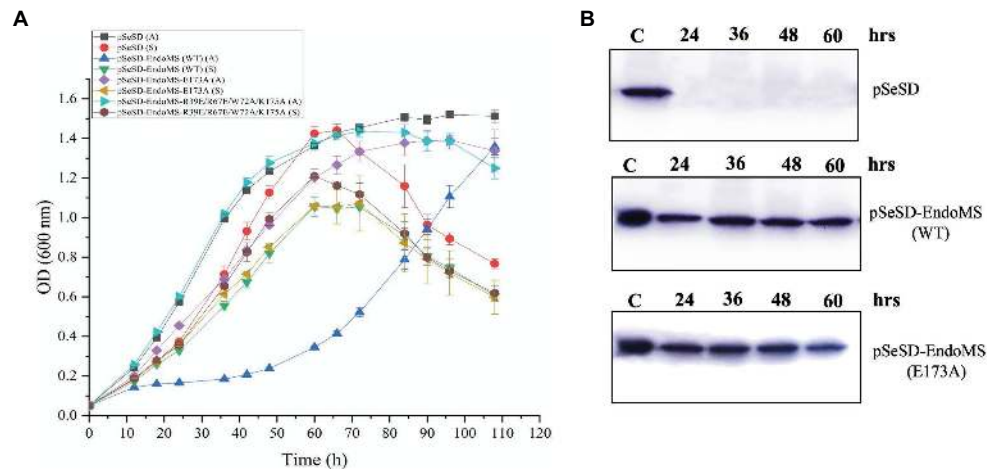 A
pSeSD (A)
pSeSD (S)
pSeSD-EndoMS (WT) (A)
pSeSD-EndoMS (WT) (S)
pSeSD-EndoMS-E173A (A)
pSeSD-EndoMS-E173A (S)
pSeSD-EndoMS-R39E/R67E/W72A/K175A (A)
pSeSD-EndoMS-R39E/R67E/W72A/K175A (S)
1.6
1.4
1.2
1.0
0.8
0.6
0.4
0.2
0.0
OD (600 nm)
0 10 20 30 40 50 60 70 80 90 100 110 120
Time (h)
B
C 24 36 48 60 hrs
pSeSD
C 24 36 48 60 hrs
pSeSD-EndoMS
(WT)
C 24 36 48 60 hrs
pSeSD-EndoMS
(E173A)